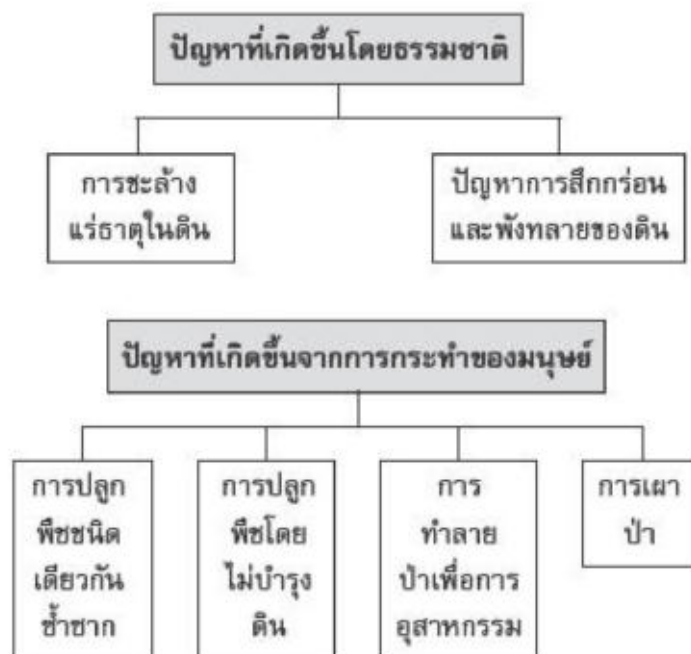 ปัญหาที่เกิดขึ้นโดยธรรมชาติ
การชะล้าง
แร่ธาตุในดิน
ปัญหาการสึกกร่อน
และพังทลายของดิน
ปัญหาที่เกิดขึ้นจากการกระทำของมนุษย์
การปลูก
พืชชนิด
เดียวกัน
ซ้ำซาก
การปลูก
พืชโดย
ไม่บำรุง
ดิน
การ
ทำลาย
ป่าเพื่อการ
อุสาหกรรม
การเผา
ป่า